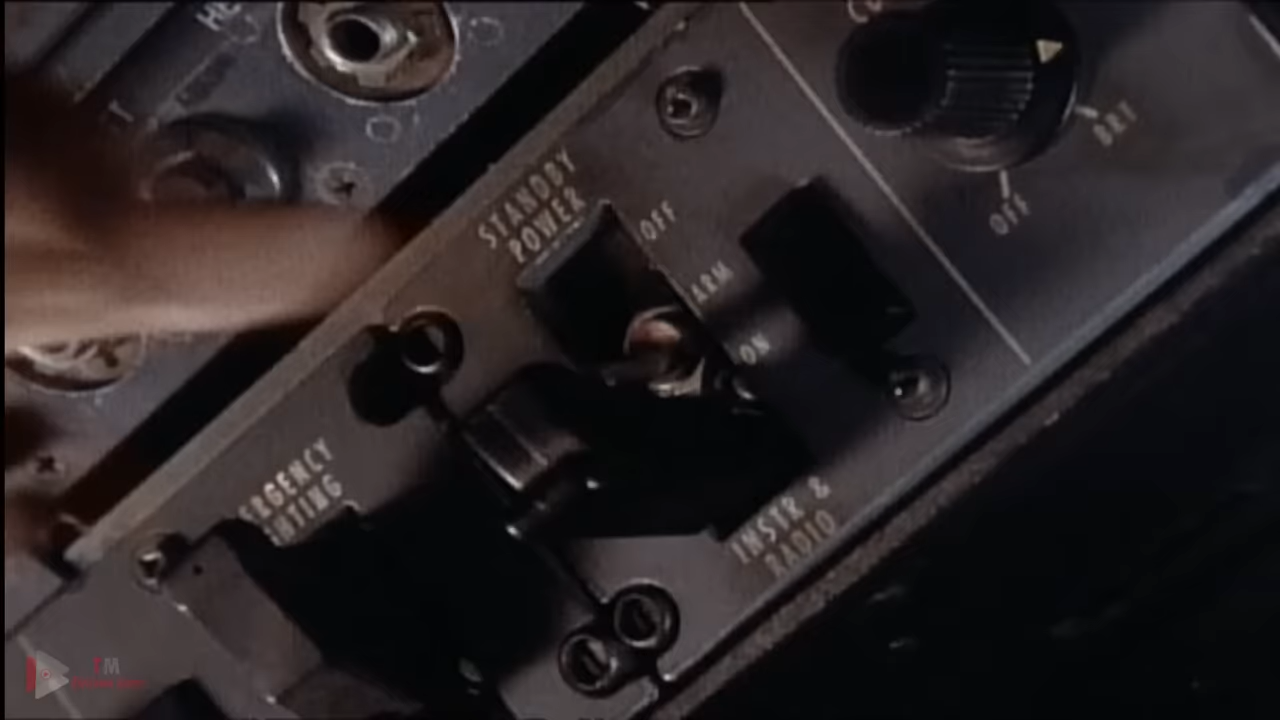 STANDBY
POWER
OFF
ARM
ON
BRT
OFF
INSTR &
RADIO
ERGENCY
HTING